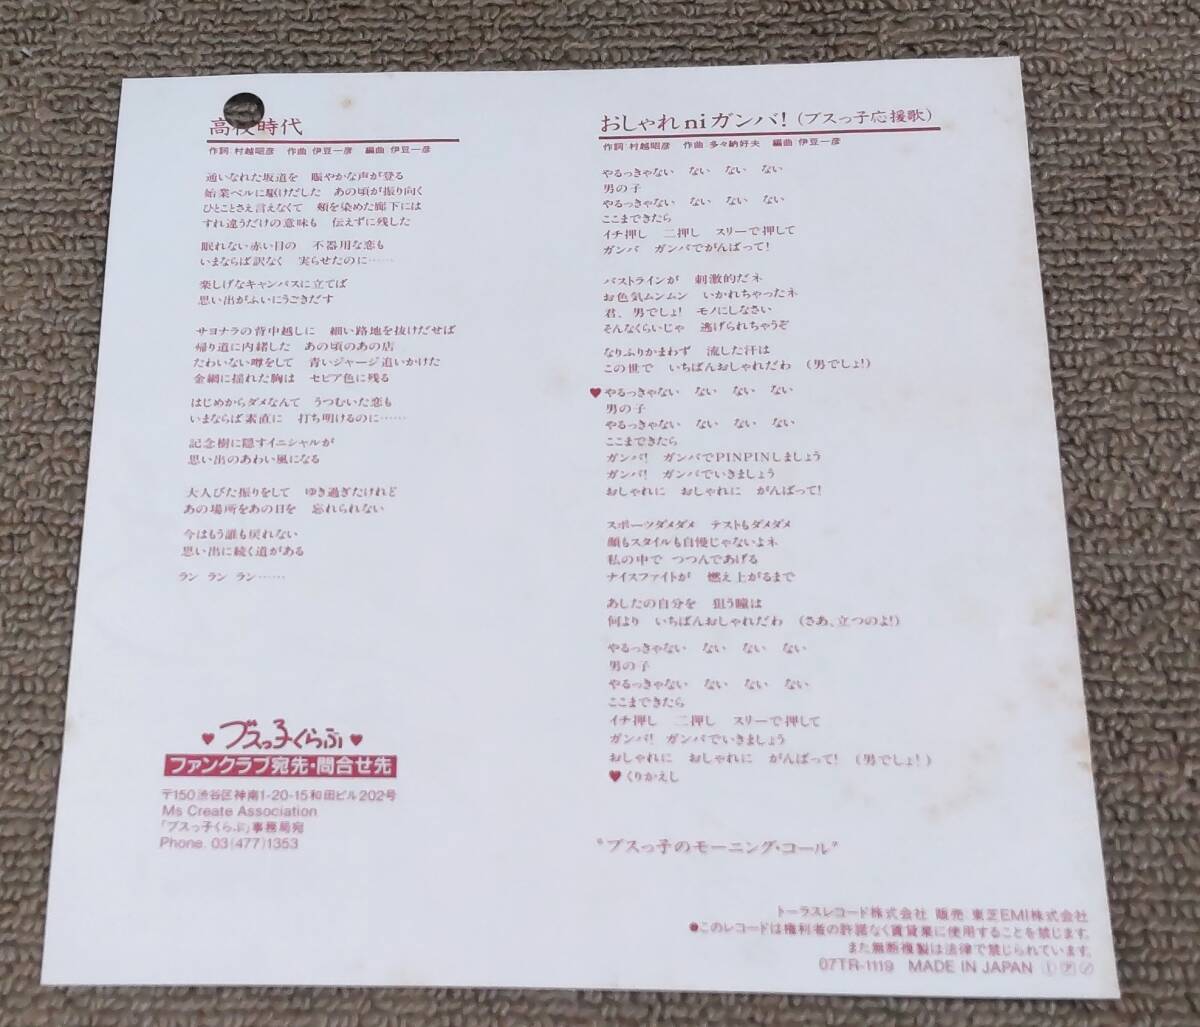 高校時代
作詞 村越昭彦 作曲 伊豆一彦 編曲 伊豆一彦
通いなれた坂道を 賑やかな声が登る
始業ベルに駆けだした あの頃が振り向く
ひとことさえ言えなくて 頬を染めた廊下には
すれ違うだけの意味も 伝えずに残した
眠れない赤い目の 不器用な恋も
いまならば訳なく 実らせたのに……
楽しげなキャンバスに立てば
思い出がふいにうごきだす
サヨナラの背中越しに 細い路地を抜けだせば
帰り道に内緒した あの頃のあの店
たわいない噂をして 青いジャージ追いかけた
金網に揺れた胸は セピア色に残る
はじめからダメなんて うつむいた恋も
いまならば素直に 打ち明けるのに……
記念樹に隠すイニシャルが
思い出のあわい風になる
大人びた振りをして ゆき過ぎたけれど
あの場所をあの日を 忘れられない
今はもう誰も戻れない
思い出に続く道がある
ラン ラン ラン……
♥ブスっ子くらぶ♥
ファンクラブ宛先・問合せ先
〒150渋谷区神南1-20-15和田ビル202号
Ms Create Association
「ブスっ子くらぶ」事務局宛
Phone. 03(477)1353
おしゃれniガンバ!(ブスっ子応援歌)
作詞 村越昭彦 作曲 多々納好夫 編曲 伊豆一彦
やるっきゃない ない ない ない
男の子
やるっきゃない ない ない ない
ここまできたら
イチ押し 二押し スリーで押して
ガンバ ガンバでがんばって!
バストラインが 刺激的だネ
お色気ムンムン いかれちゃったネ
君、男でしょ! モノにしなさい
そんなくらいじゃ 逃げられちゃうぞ
なりふりかまわず 流した汗は
この世で いちばんおしゃれだわ (男でしょ!)
♥やるっきゃない ない ない ない
男の子
やるっきゃない ない ない ない
ここまできたら
ガンバ! ガンバでPINPINしましょう
ガンバ! ガンバでいきましょう
おしゃれに おしゃれに がんばって!
スポーツダメダメ テストもダメダメ
顔もスタイルも自慢じゃないよネ
私の中で つつんであげる
ナイスファイトが 燃え上がるまで
あしたの自分を 狙う瞳は
何より いちばんおしゃれだわ (さあ、立つのよ!)
やるっきゃない ない ない ない
男の子
やるっきゃない ない ない ない
ここまできたら
イチ押し 二押し スリーで押して
ガンバ! ガンバでいきましょう
おしゃれに おしゃれに がんばって! (男でしょ!)
♥くりかえし
"ブスっ子のモーニング・コール"
トーラスレコード株式会社 販売:東芝EMI株式会社
●このレコードは権利者の許諾なく賃貸業に使用することを禁じます。
また無断複製は法律で禁じられています。
07TR-1119 MADE IN JAPAN